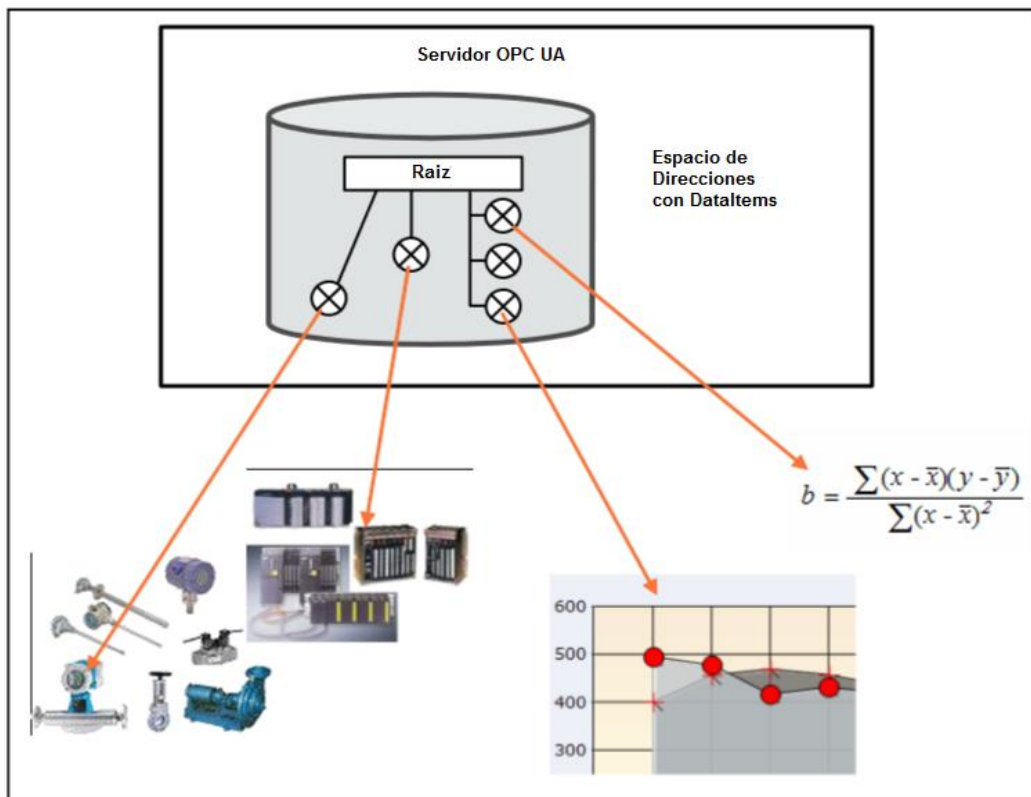 Servidor OPC UA
Espacio de
Direcciones
con DataItems
Raiz
b = ∑(x - x̅)(y - y̅) / ∑(x - x̅)²
600
500
400
300